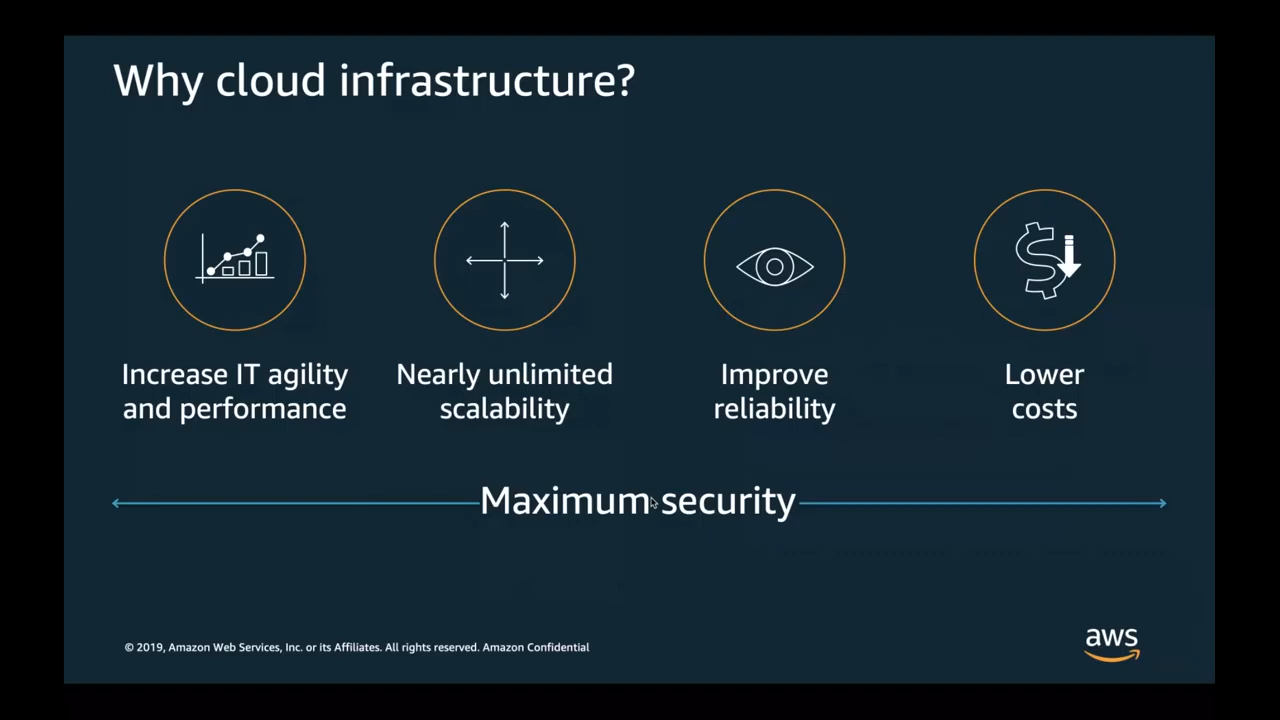 Why cloud infrastructure?
Increase IT agility
and performance
Nearly unlimited
scalability
Improve
reliability
Lower
costs
Maximum security
© 2019, Amazon Web Services, Inc. or its Affiliates. All rights reserved. Amazon Confidential
aws